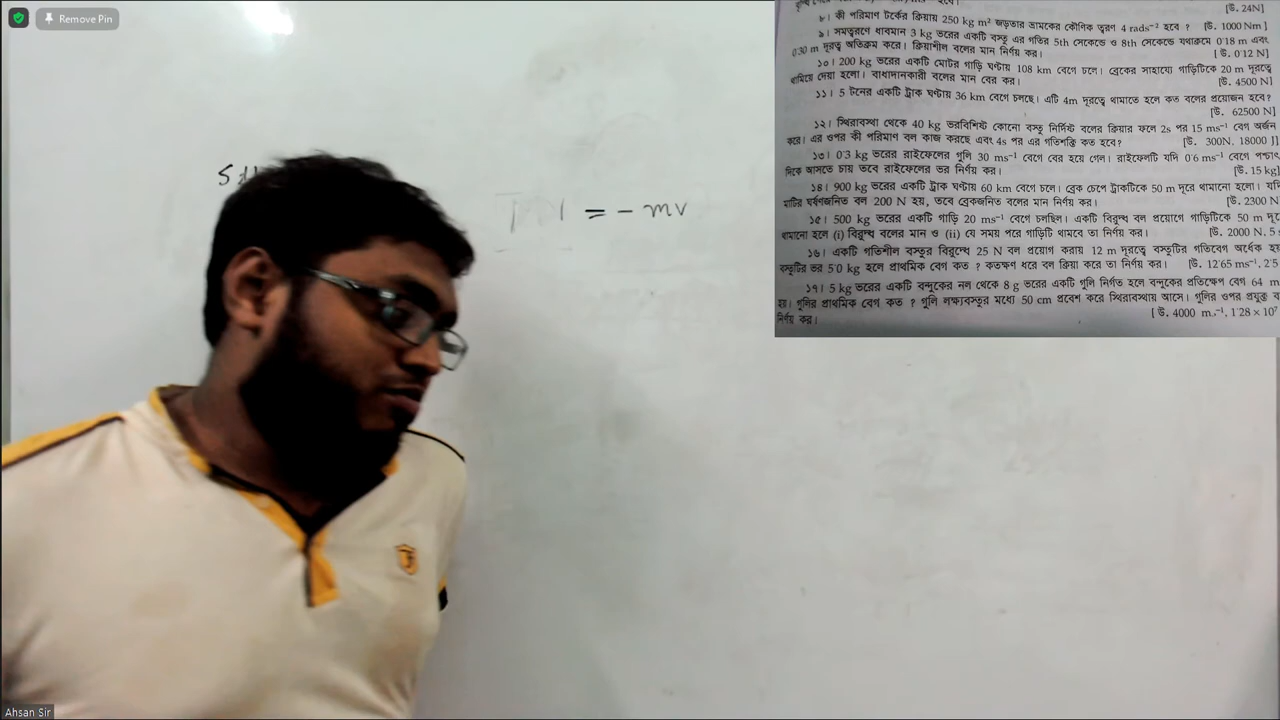 Remove Pin
[উ. 24N]
৮। কী পরিমাণ টর্কের ক্রিয়ায় 250 kg m² জড়তার ভ্রামকের কৌণিক ত্বরণ 4 rads⁻² হবে ? [উ. 1000 Nm ]
৯। সমত্বরণে ধাবমান 3 kg ভরের একটি বস্তু এর গতির 5th সেকেন্ডে ও 8th সেকেন্ডে যথাক্রমে 0·18 m এবং
0·30 m দূরত্ব অতিক্রম করে। ক্রিয়াশীল বলের মান নির্ণয় কর। [ উ. 0·12 N]
১০। 200 kg ভরের একটি মোটর গাড়ি ঘণ্টায় 108 km বেগে চলে। ব্রেকের সাহায্যে গাড়িটিকে 20 m দূরত্বে
থামিয়ে দেয়া হলো। বাধাদানকারী বলের মান বের কর। [উ. 4500 N]
১১। 5 টনের একটি ট্রাক ঘণ্টায় 36 km বেগে চলছে। এটি 4m দূরত্বে থামাতে হলে কত বলের প্রয়োজন হবে?
[উ. 62500 N]
১২। স্থিরাবস্থা থেকে 40 kg ভরবিশিষ্ট কোনো বস্তু নির্দিষ্ট বলের ক্রিয়ার ফলে 2s পর 15 ms⁻¹ বেগ অর্জন
করে। এর ওপর কী পরিমাণ বল কাজ করছে এবং 4s পর এর গতিশক্তি কত হবে? [উ. 300N, 18000 J]
১৩। 0·3 kg ভরের রাইফেলের গুলি 30 ms⁻¹ বেগে বের হয়ে গেল। রাইফেলটি যদি 0·6 ms⁻¹ বেগে পশ্চাৎ
দিকে আসতে চায় তবে রাইফেলের ভর নির্ণয় কর। [উ. 15 kg]
১৪। 900 kg ভরের একটি ট্রাক ঘণ্টায় 60 km বেগে চলে। ব্রেক চেপে ট্রাকটিকে 50 m দূরে থামানো হলো। যদি
মাটির ঘর্ষণজনিত বল 200 N হয়, তবে ব্রেকজনিত বলের মান নির্ণয় কর। [উ. 2300 N
১৫। 500 kg ভরের একটি গাড়ি 20 ms⁻¹ বেগে চলছিল। একটি বিরুদ্ধ বল প্রয়োগে গাড়িটিকে 50 m দূ
থামানো হলে (i) বিরুদ্ধ বলের মান ও (ii) যে সময় পরে গাড়িটি থামবে তা নির্ণয় কর। [উ. 2000 N, 5
১৬। একটি গতিশীল বস্তুর বিরুদ্ধে 25 N বল প্রয়োগ করায় 12 m দূরত্বে বস্তুটির গতিবেগ অর্ধেক হ
বস্তুটির ভর 5·0 kg হলে প্রাথমিক বেগ কত ? কতক্ষণ ধরে বল ক্রিয়া করে তা নির্ণয় কর। [উ. 12·65 ms⁻¹, 2·5
১৭। 5 kg ভরের একটি বন্দুকের নল থেকে 8 g ভরের একটি গুলি নির্গত হলে বন্দুকের প্রতিক্ষেপ বেগ 64 m
হয়। গুলির প্রাথমিক বেগ কত ? গুলি লক্ষ্যবস্তুর মধ্যে 50 cm প্রবেশ করে স্থিরাবস্থায় আসে। গুলির ওপর প্রযুক্ত
[ উ. 4000 m.⁻¹, 1·28 × 10⁷
নির্ণয় কর।
= - mv
Ahsan Sir